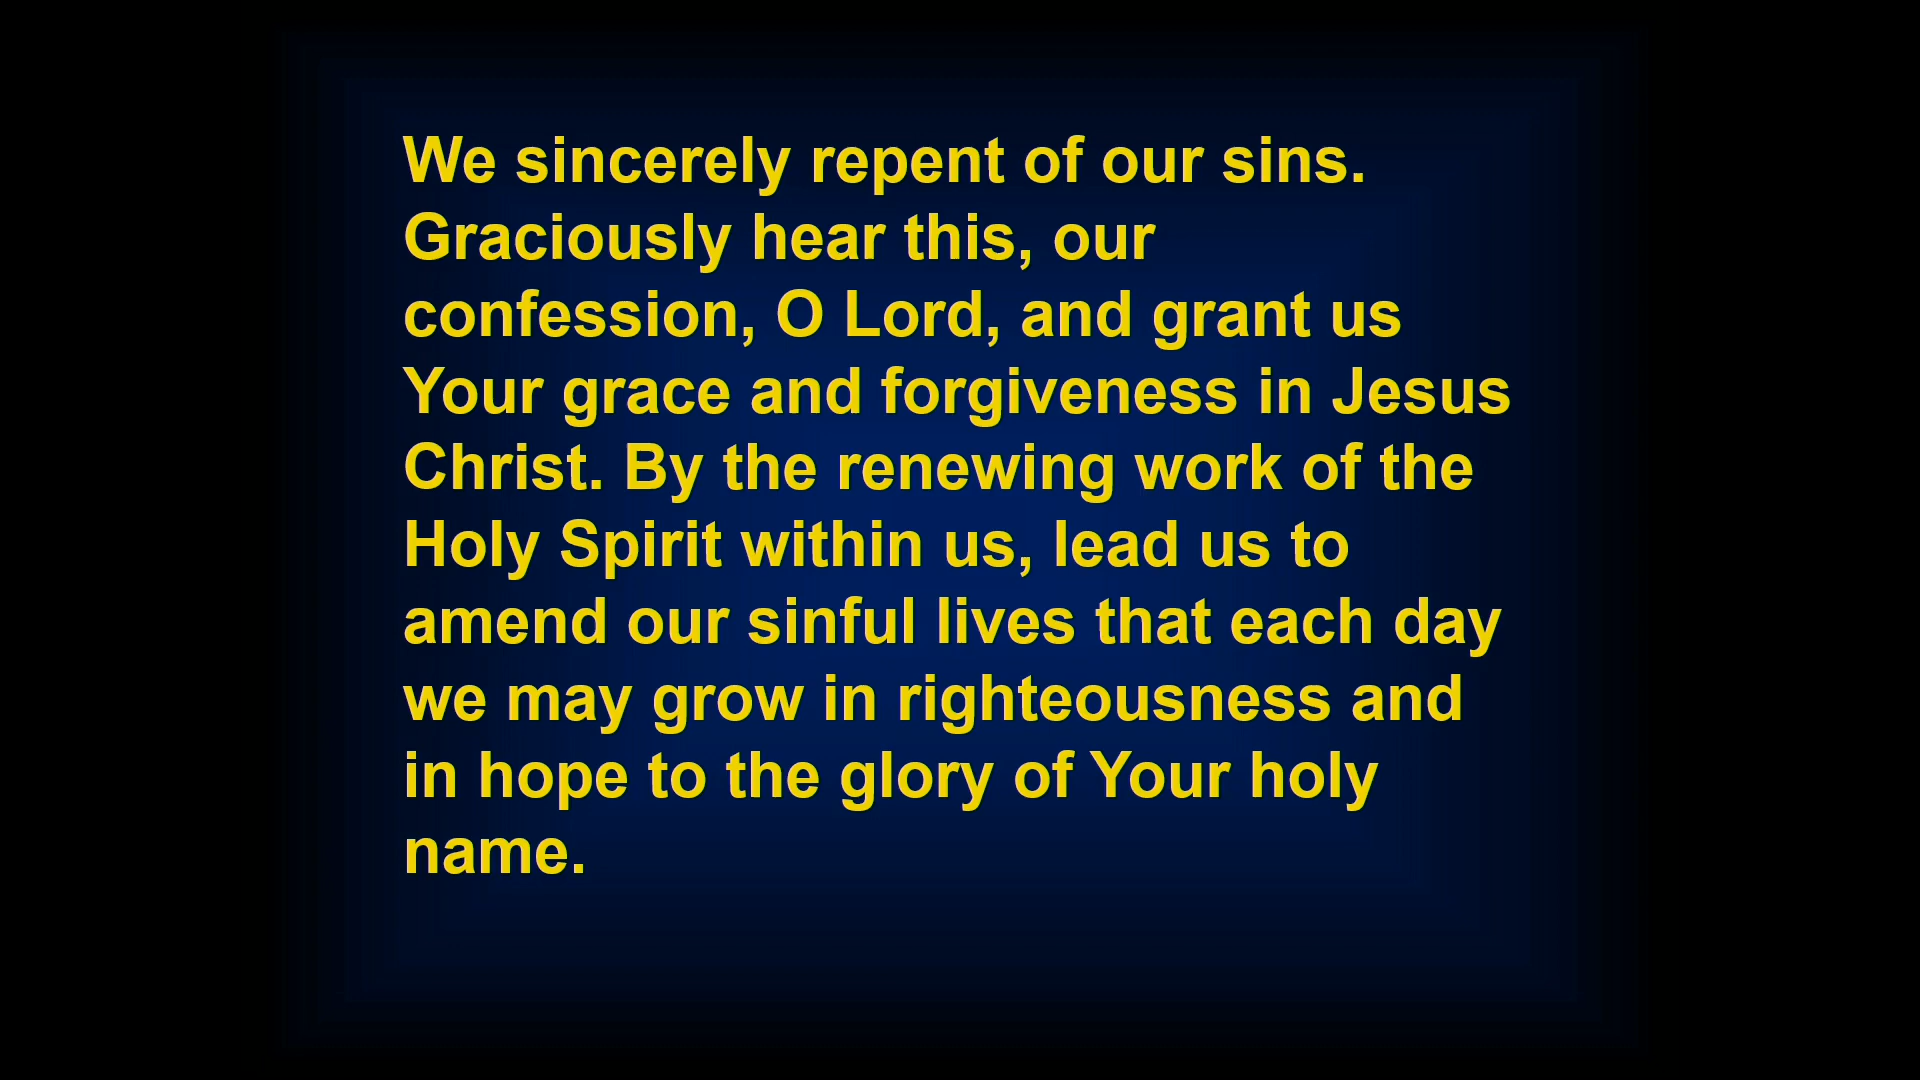 We sincerely repent of our sins.
Graciously hear this, our
confession, O Lord, and grant us
Your grace and forgiveness in Jesus
Christ. By the renewing work of the
Holy Spirit within us, lead us to
amend our sinful lives that each day
we may grow in righteousness and
in hope to the glory of Your holy
name.